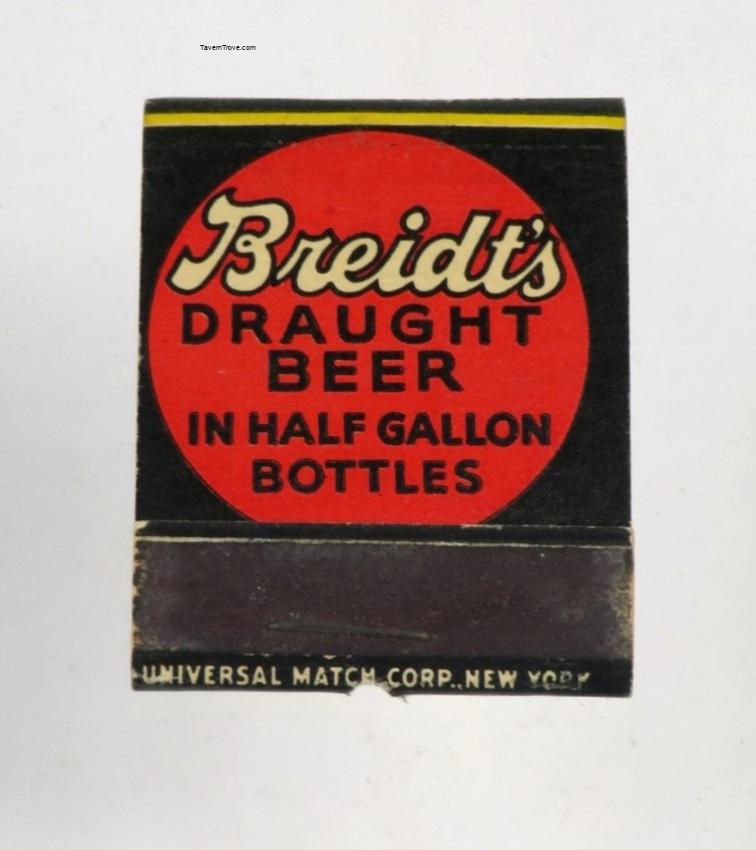 TavernTrove.com
Breidt's
DRAUGHT
BEER
IN HALF GALLON
BOTTLES
UNIVERSAL MATCH CORP., NEW YORK